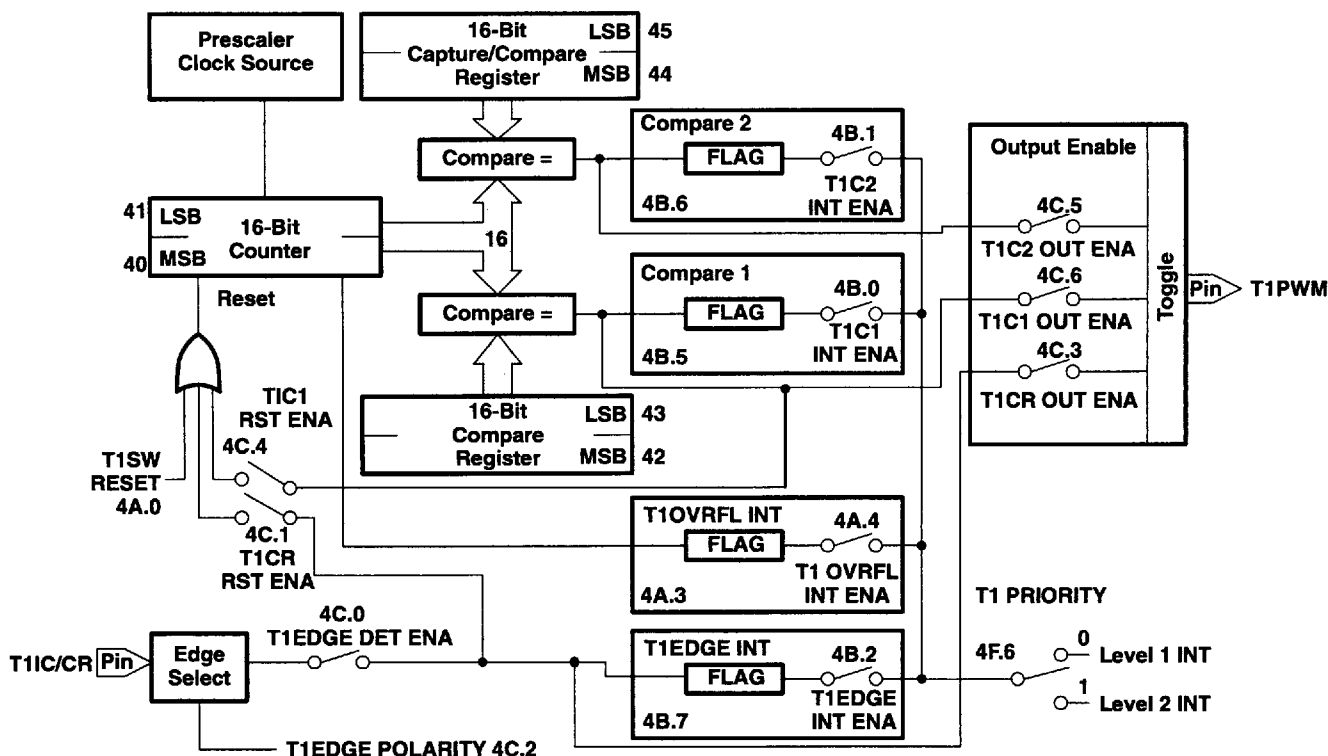 Prescaler
Clock Source
16-Bit
Capture/Compare
Register
LSB 45
MSB 44
Compare =
41 LSB
40 MSB
16-Bit
Counter
16
Reset
Compare =
16-Bit
Compare
Register
LSB 43
MSB 42
Compare 2
FLAG
4B.1
T1C2
INT ENA
4B.6
Compare 1
FLAG
4B.0
T1C1
INT ENA
4B.5
Output Enable
4C.5
T1C2 OUT ENA
4C.6
T1C1 OUT ENA
4C.3
T1CR OUT ENA
Toggle
Pin T1PWM
TIC1
RST ENA
4C.4
T1SW
RESET
4A.0
4C.1
T1CR
RST ENA
T1OVRFL INT
FLAG
4A.4
T1 OVRFL
INT ENA
4A.3
4C.0
T1EDGE DET ENA
T1IC/CR Pin
Edge
Select
T1EDGE POLARITY 4C.2
T1EDGE INT
FLAG
4B.2
T1EDGE
INT ENA
4B.7
T1 PRIORITY
4F.6
0 Level 1 INT
1 Level 2 INT